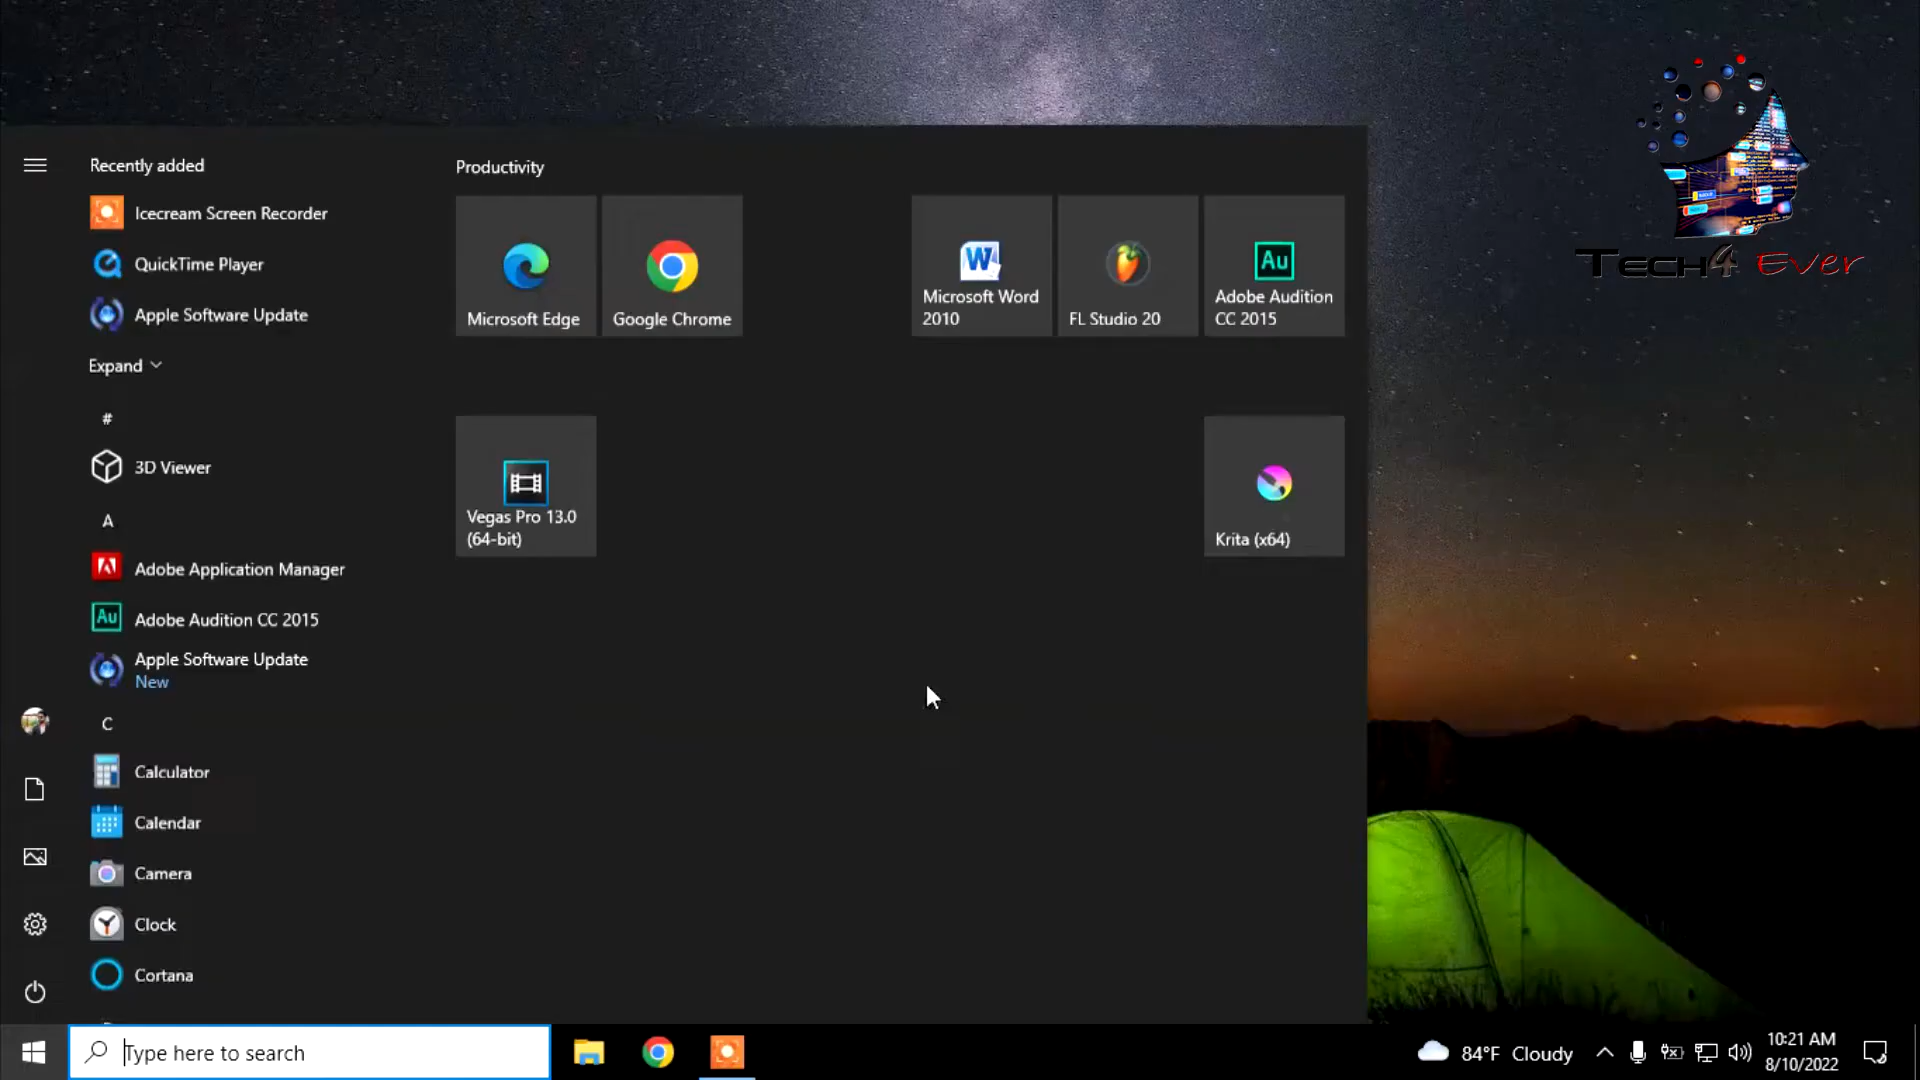 Tech4 Ever
Recently added
Icecream Screen Recorder
QuickTime Player
Apple Software Update
Expand
#
3D Viewer
A
Adobe Application Manager
Au
Adobe Audition CC 2015
Apple Software Update
New
C
Calculator
Calendar
Camera
Clock
Cortana
Productivity
Microsoft Edge
Google Chrome
W
Microsoft Word
2010
FL Studio 20
Au
Adobe Audition
CC 2015
Vegas Pro 13.0
(64-bit)
Krita (x64)
Type here to search
84°F Cloudy
10:21 AM
8/10/2022